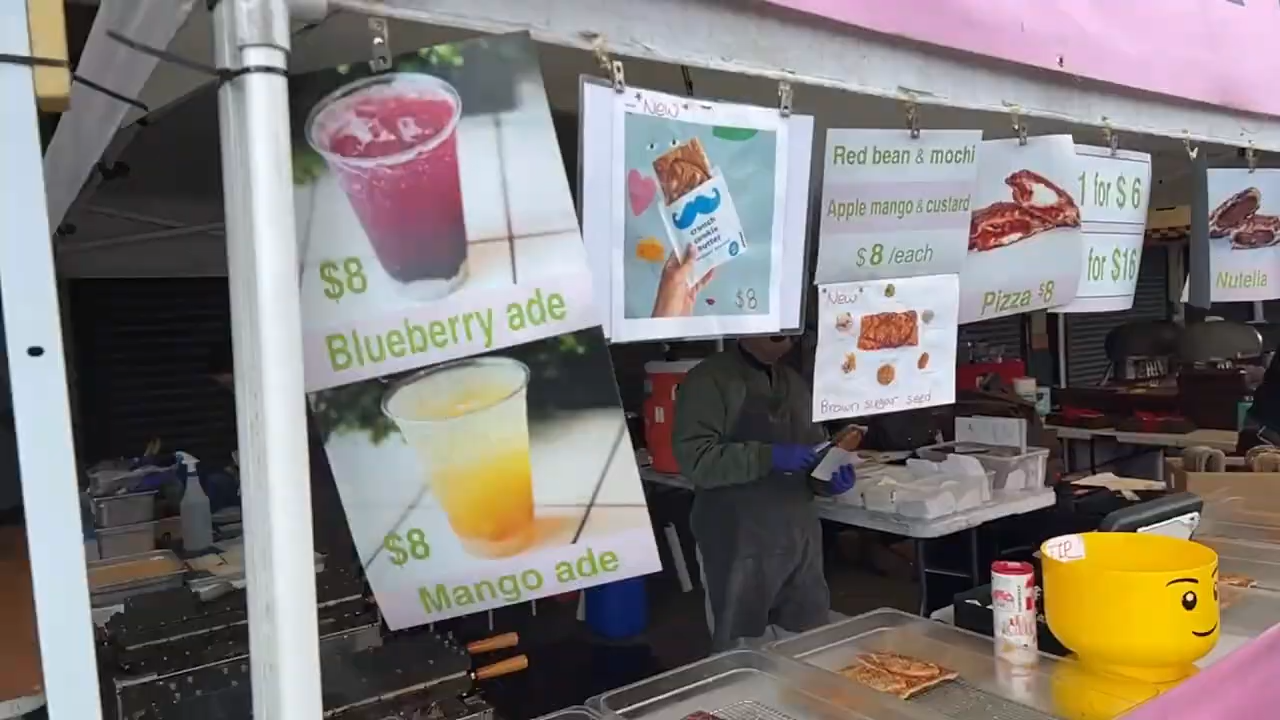 $8
Blueberry ade
$8
Mango ade
New
crunch
cookie
butter
$8
Red bean & mochi
Apple mango & custard
$8 /each
New
Brown sugar seed
Pizza $8
1 for $6
for $16
Nutella
TIP